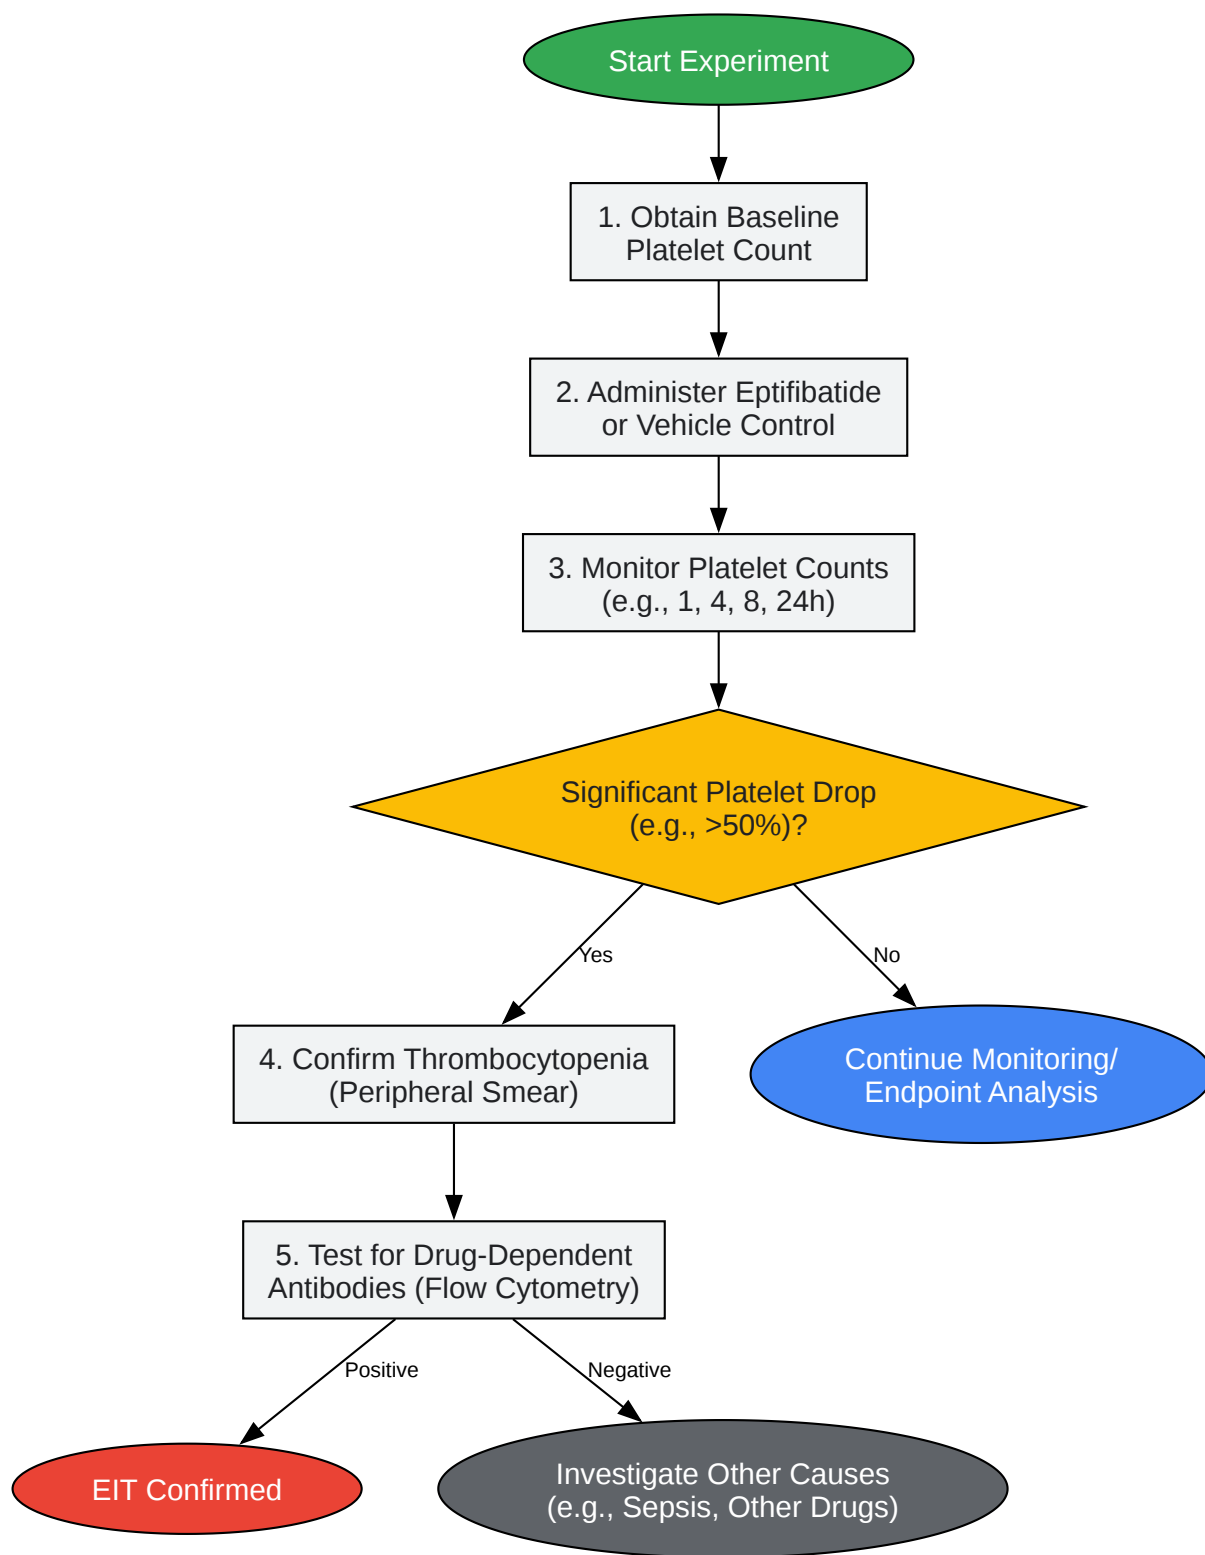 Start Experiment
1. Obtain Baseline
Platelet Count
2. Administer Eptifibatide
or Vehicle Control
3. Monitor Platelet Counts
(e.g., 1, 4, 8, 24h)
Significant Platelet Drop
(e.g., >50%)?
Yes
No
4. Confirm Thrombocytopenia
(Peripheral Smear)
Continue Monitoring/
Endpoint Analysis
5. Test for Drug-Dependent
Antibodies (Flow Cytometry)
Positive
Negative
EIT Confirmed
Investigate Other Causes
(e.g., Sepsis, Other Drugs)